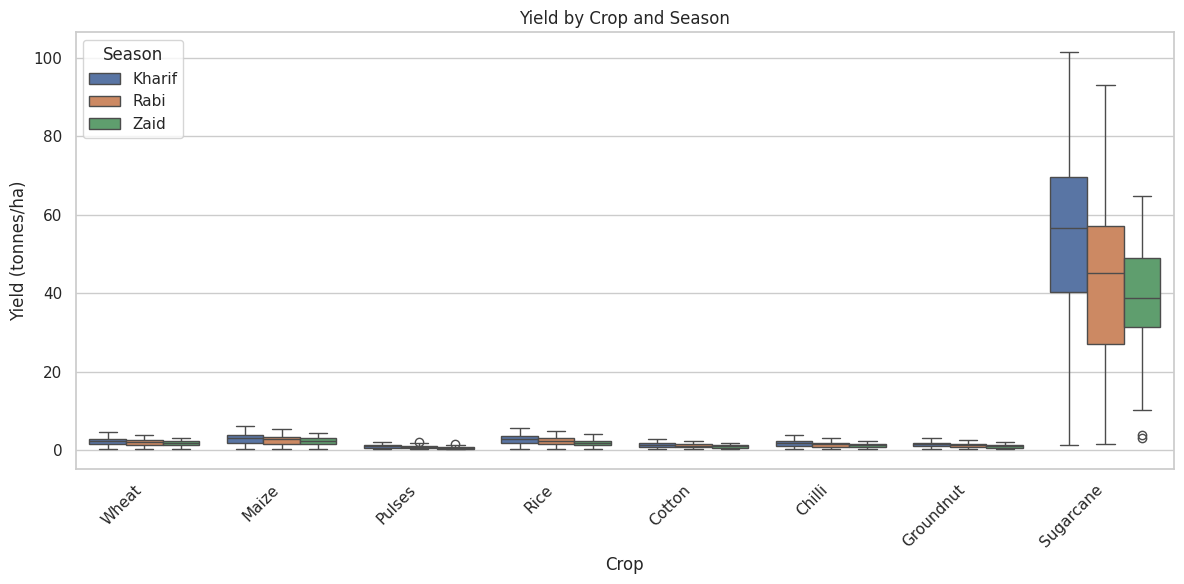 Yield by Crop and Season
Season
Kharif
Rabi
Zaid
Yield (tonnes/ha)
100
80
60
40
20
0
Wheat
Maize
Pulses
Rice
Cotton
Chilli
Groundnut
Sugarcane
Crop